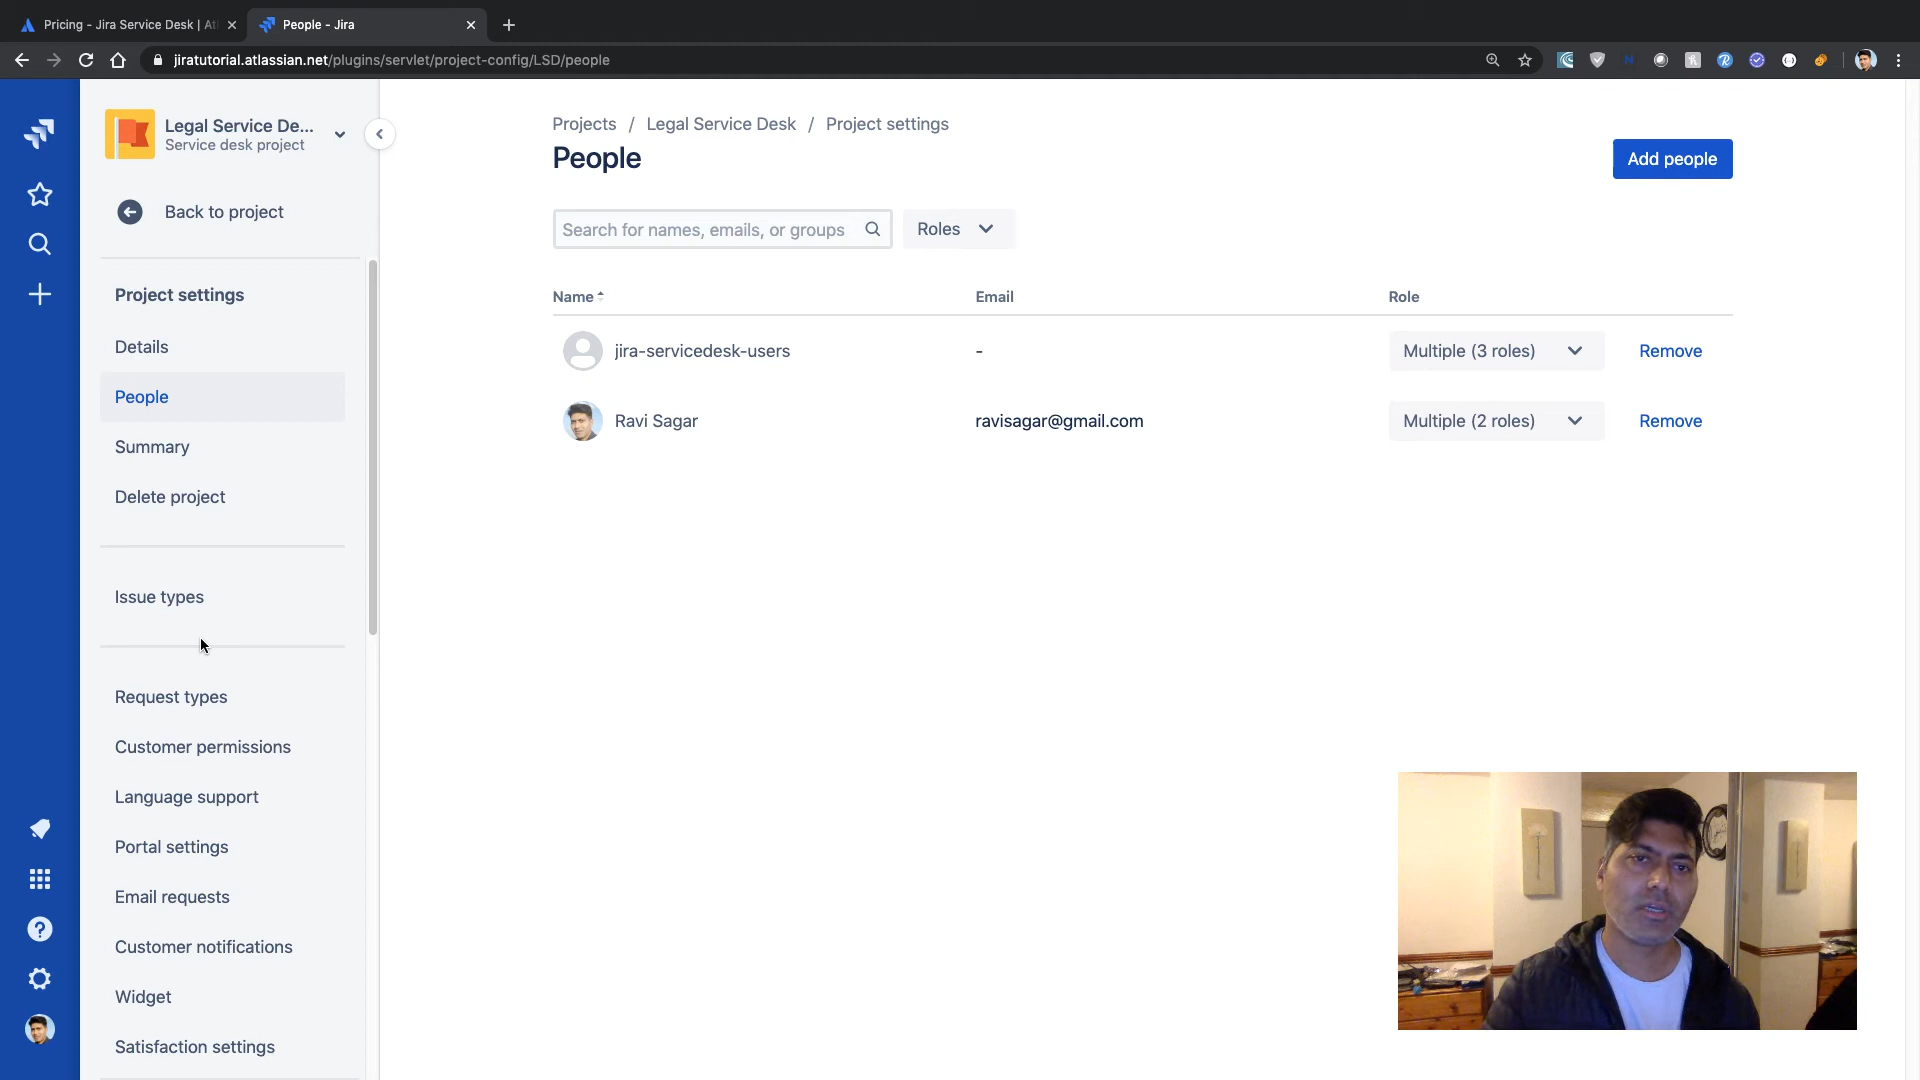 Pricing - Jira Service Desk | At
People - Jira
jiratutorial.atlassian.net/plugins/servlet/project-config/LSD/people
Legal Service De...
Service desk project
Back to project
Project settings
Details
People
Summary
Delete project
Issue types
Request types
Customer permissions
Language support
Portal settings
Email requests
Customer notifications
Widget
Satisfaction settings
Projects / Legal Service Desk / Project settings
People
Add people
Search for names, emails, or groups
Roles
Name Email Role
jira-servicedesk-users - Multiple (3 roles) Remove
Ravi Sagar ravisagar@gmail.com Multiple (2 roles) Remove